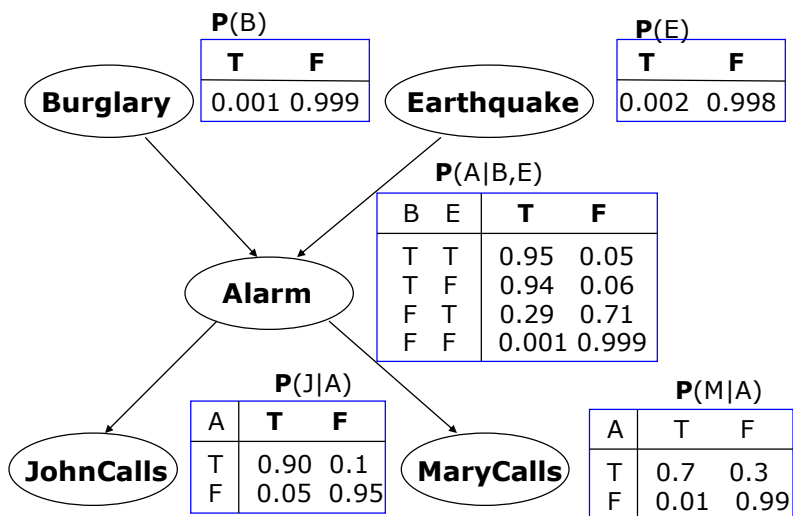 P(B)
T F
0.001 0.999
P(E)
T F
0.002 0.998
Burglary
Earthquake
P(A|B,E)
B E T F
T T 0.95 0.05
T F 0.94 0.06
F T 0.29 0.71
F F 0.001 0.999
Alarm
P(J|A)
A T F
T 0.90 0.1
F 0.05 0.95
P(M|A)
A T F
T 0.7 0.3
F 0.01 0.99
JohnCalls
MaryCalls